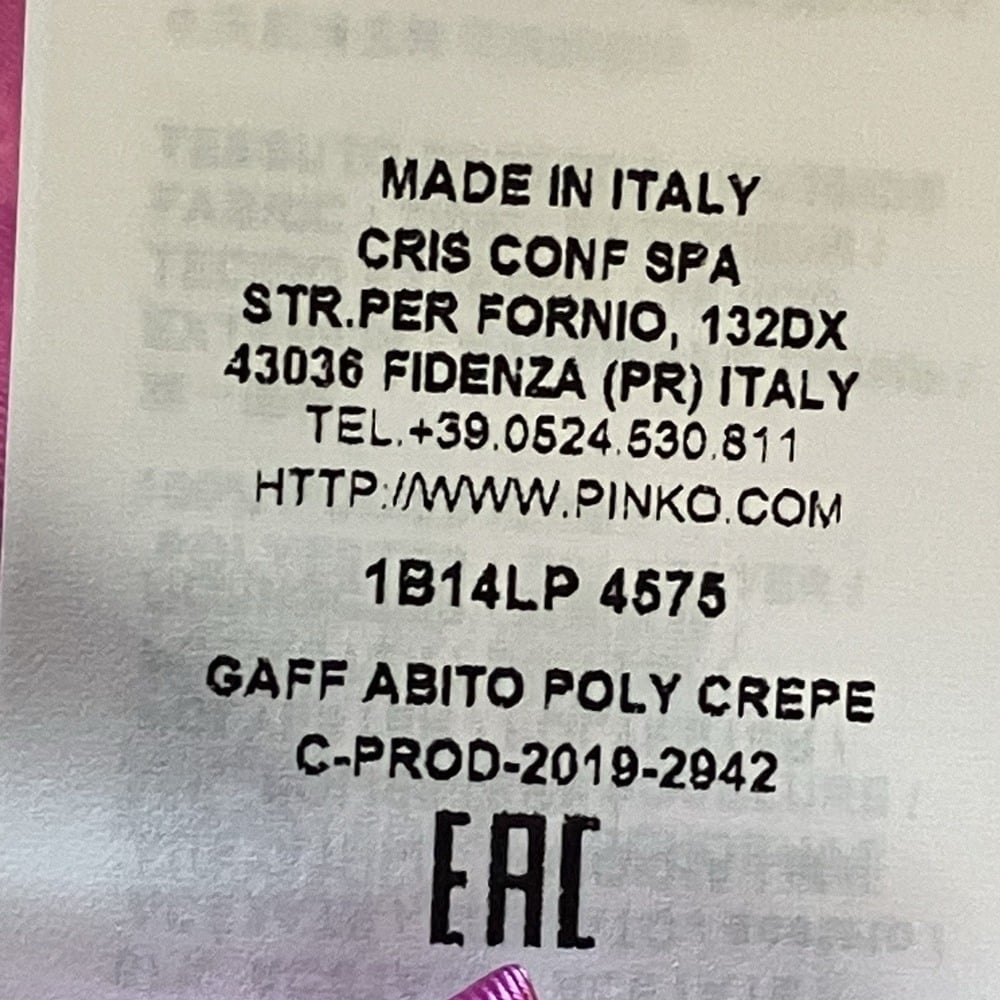 MADE IN ITALY
CRIS CONF SPA
STR.PER FORNIO, 132DX
43036 FIDENZA (PR) ITALY
TEL.+39.0524.530.811
HTTP://WWW.PINKO.COM
1B14LP 4575
GAFF ABITO POLY CREPE
C-PROD-2019-2942
EAC